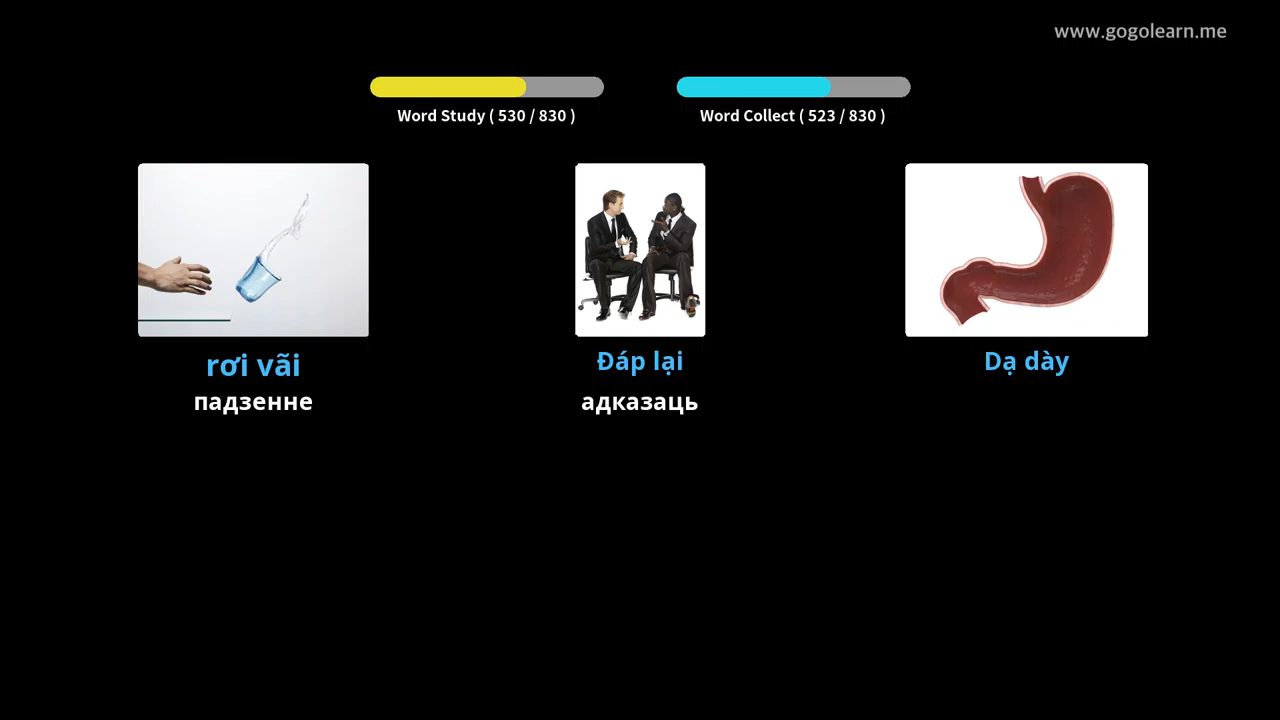 www.gogolearn.me
Word Study ( 530 / 830 )
Word Collect ( 523 / 830 )
rơi vãi
Đáp lại
Dạ dày
падзенне
адказаць